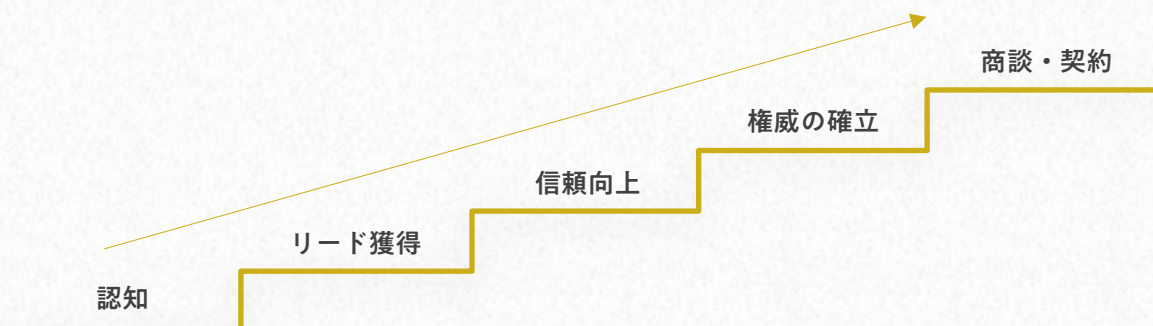 商談・契約
権威の確立
信頼向上
リード獲得
認知